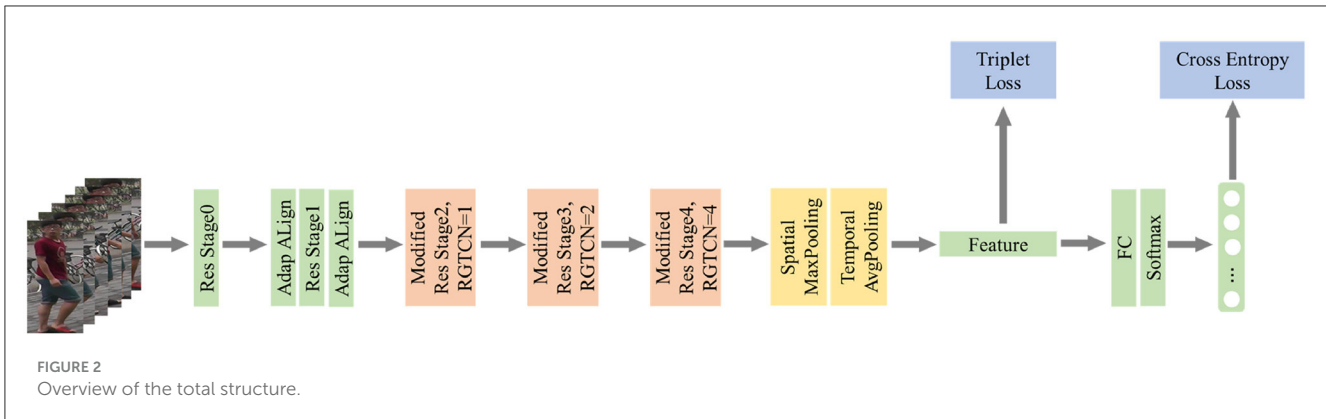 Triplet
Loss
Cross Entropy
Loss
Res Stage0
Adap ALign
Res Stage1
Adap ALign
Modified
Res Stage2,
RGTCN=1
Modified
Res Stage3,
RGTCN=2
Modified
Res Stage4,
RGTCN=4
Spatial
MaxPooling
Temporal
AvgPooling
Feature
FC
Softmax
...
FIGURE 2
Overview of the total structure.